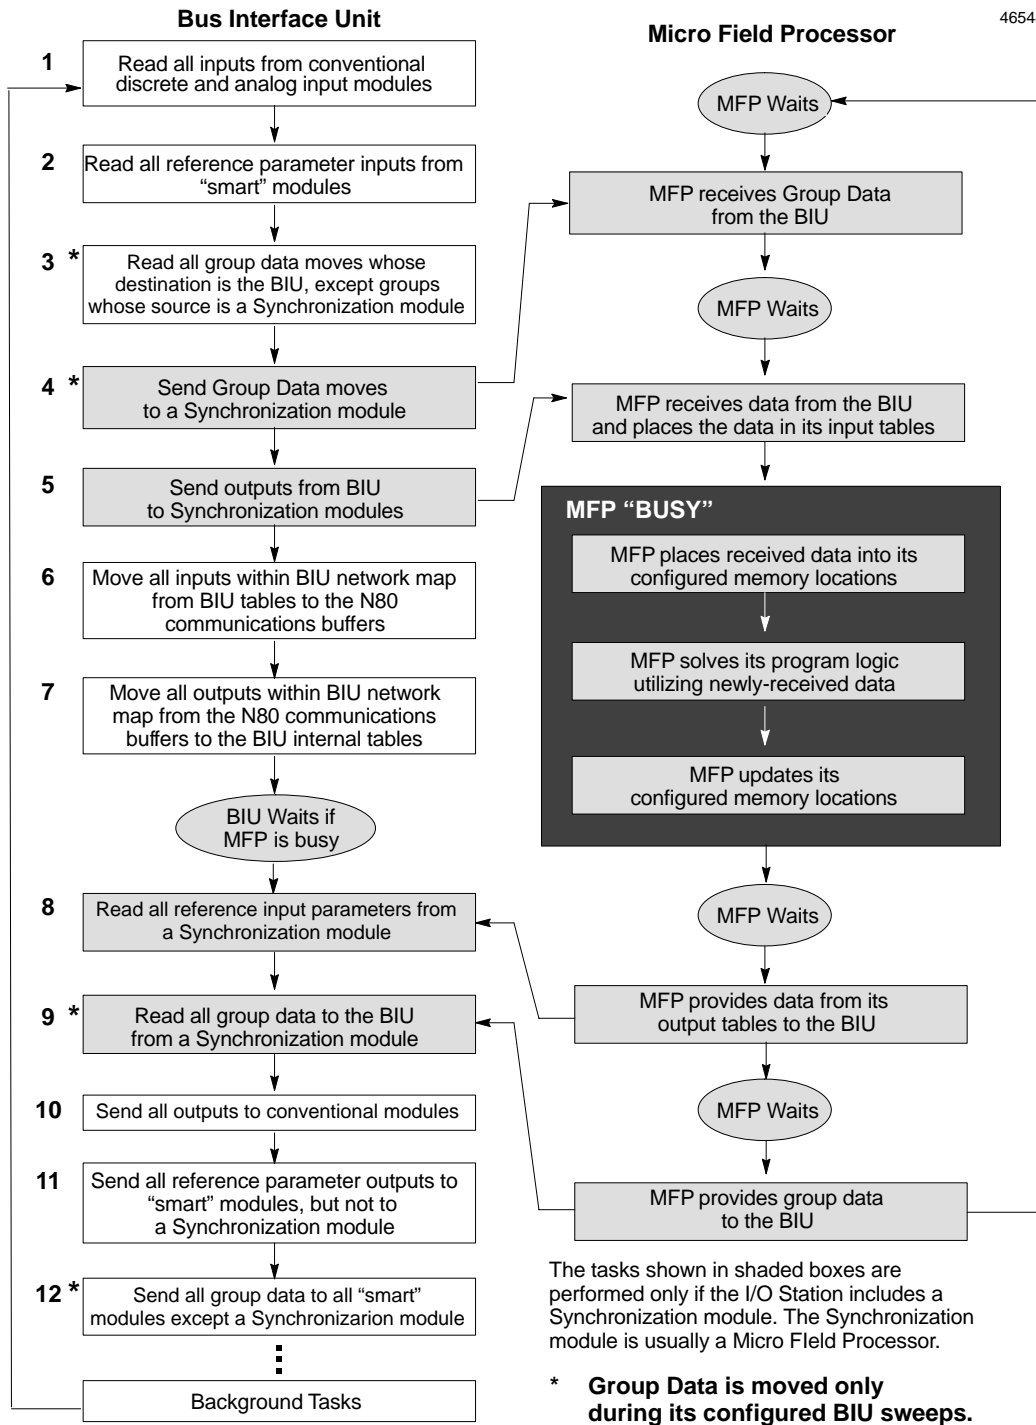 46546
Bus Interface Unit
1
Read all inputs from conventional
discrete and analog input modules
2
Read all reference parameter inputs from
“smart” modules
3 *
Read all group data moves whose
destination is the BIU, except groups
whose source is a Synchronization module
4 *
Send Group Data moves
to a Synchronization module
5
Send outputs from BIU
to Synchronization modules
6
Move all inputs within BIU network map
from BIU tables to the N80
communications buffers
7
Move all outputs within BIU network
map from the N80 communications
buffers to the BIU internal tables
BIU Waits if
MFP is busy
8
Read all reference input parameters from
a Synchronization module
9 *
Read all group data to the BIU
from a Synchronization module
10
Send all outputs to conventional modules
11
Send all reference parameter outputs to
“smart” modules, but not to
a Synchronization module
12 *
Send all group data to all “smart”
modules except a Synchronizarion module
Background Tasks
Micro Field Processor
MFP Waits
MFP receives Group Data
from the BIU
MFP Waits
MFP receives data from the BIU
and places the data in its input tables
MFP “BUSY”
MFP places received data into its
configured memory locations
MFP solves its program logic
utilizing newly-received data
MFP updates its
configured memory locations
MFP Waits
MFP provides data from its
output tables to the BIU
MFP Waits
MFP provides group data
to the BIU
The tasks shown in shaded boxes are
performed only if the I/O Station includes a
Synchronization module. The Synchronization
module is usually a Micro FIeld Processor.
* Group Data is moved only
during its configured BIU sweeps.